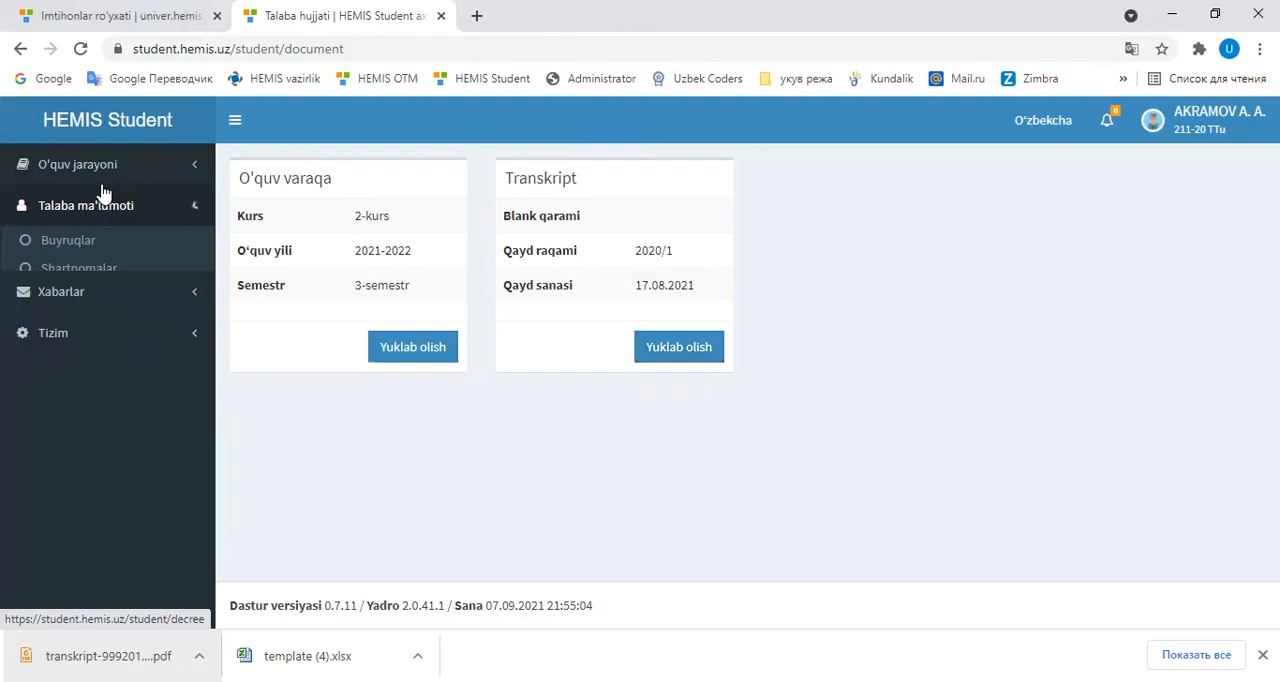 Imtihonlar ro'yxati | univer.hemis
Talaba hujjati | HEMIS Student ax
student.hemis.uz/student/document
U
Google
Google Переводчик
HEMIS vazirlik
HEMIS OTM
HEMIS Student
Administrator
Uzbek Coders
укув режа
Kundalik
Mail.ru
Zimbra
»
Список для чтения
HEMIS Student
O'zbekcha
0
AKRAMOV A. A.
211-20 TTu
O'quv jarayoni
Talaba ma'lumoti
Buyruqlar
Shartnomalar
Xabarlar
Tizim
O'quv varaqa
Kurs 2-kurs
O'quv yili 2021-2022
Semestr 3-semestr
Yuklab olish
Transkript
Blank qarami
Qayd raqami 2020/1
Qayd sanasi 17.08.2021
Yuklab olish
Dastur versiyasi 0.7.11 / Yadro 2.0.41.1 / Sana 07.09.2021 21:55:04
https://student.hemis.uz/student/decree
transkript-999201....pdf
template (4).xlsx
Показать все